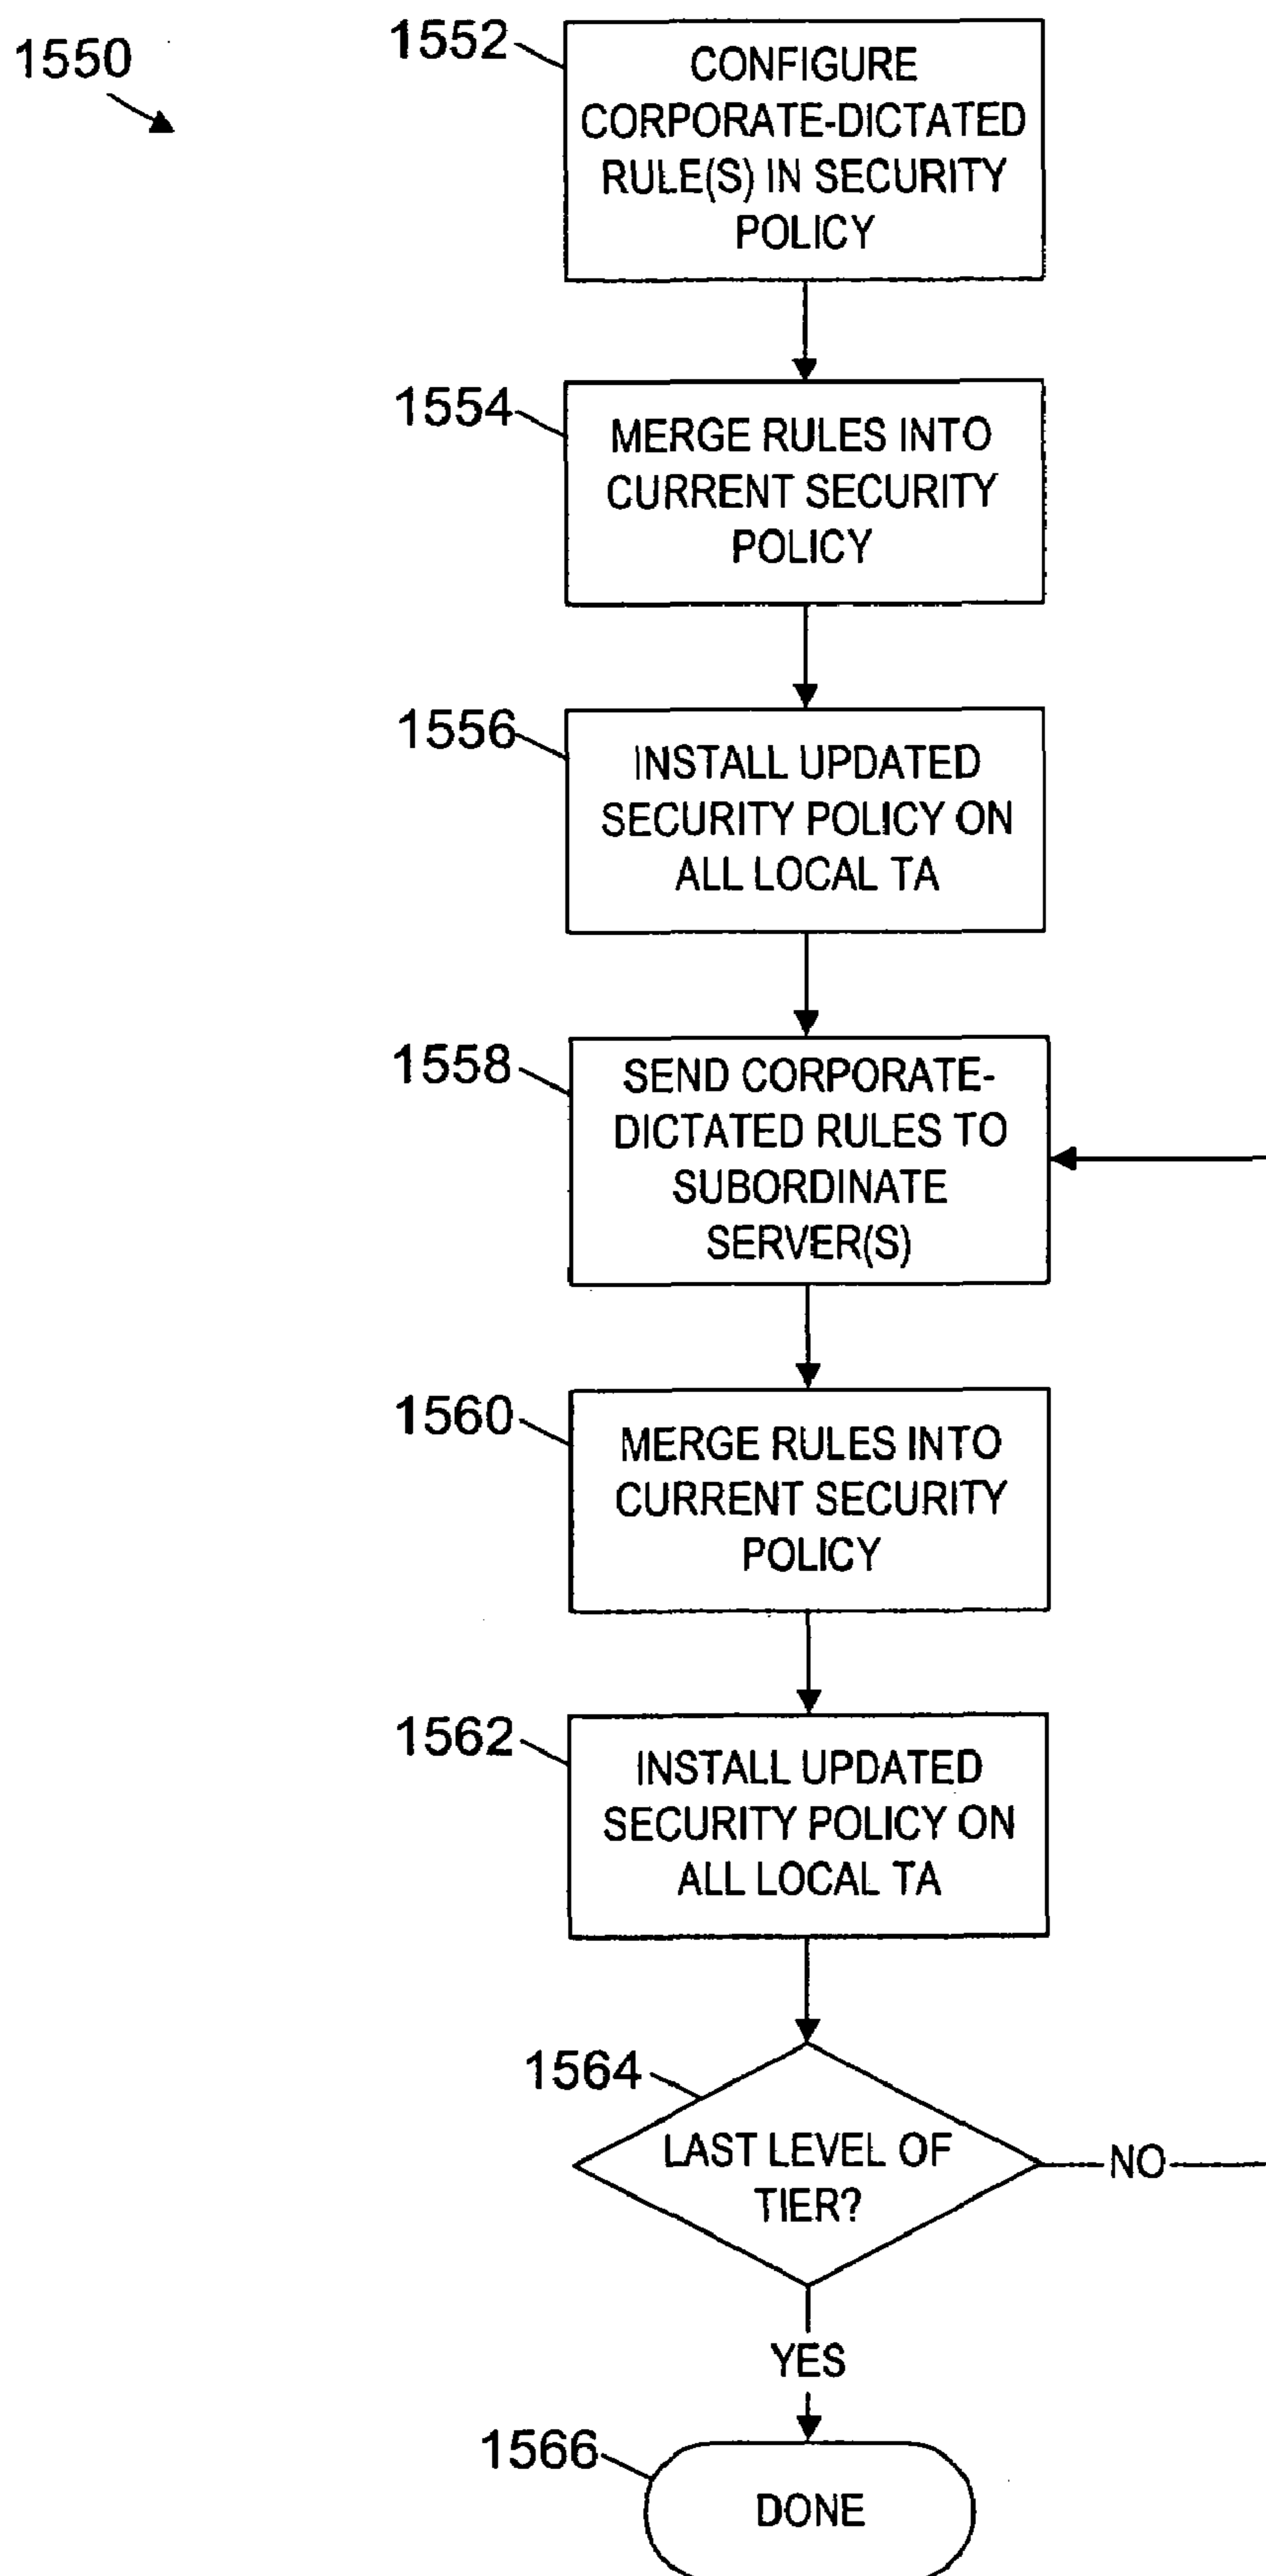 1550
1552
CONFIGURE
CORPORATE-DICTATED
RULE(S) IN SECURITY
POLICY
1554
MERGE RULES INTO
CURRENT SECURITY
POLICY
1556
INSTALL UPDATED
SECURITY POLICY ON
ALL LOCAL TA
1558
SEND CORPORATE-
DICTATED RULES TO
SUBORDINATE
SERVER(S)
1560
MERGE RULES INTO
CURRENT SECURITY
POLICY
1562
INSTALL UPDATED
SECURITY POLICY ON
ALL LOCAL TA
1564
LAST LEVEL OF
TIER?
NO
YES
1566
DONE